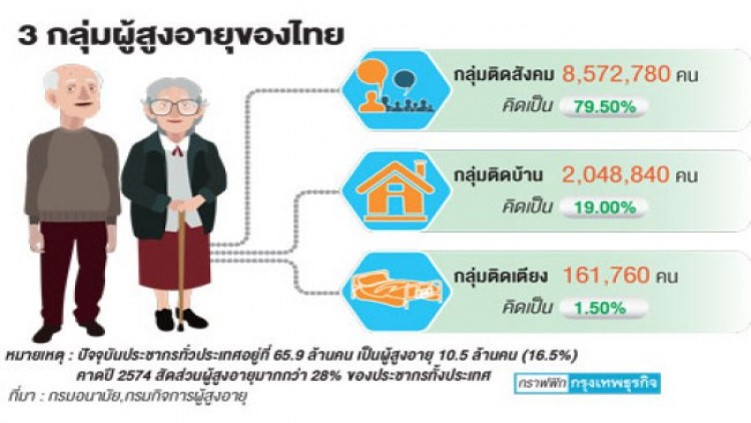 3 กลุ่มผู้สูงอายุของไทย
กลุ่มติดสังคม 8,572,780 คน
คิดเป็น 79.50%
กลุ่มติดบ้าน 2,048,840 คน
คิดเป็น 19.00%
กลุ่มติดเตียง 161,760 คน
คิดเป็น 1.50%
หมายเหตุ : ปัจจุบันประชากรทั่วประเทศอยู่ที่ 65.9 ล้านคน เป็นผู้สูงอายุ 10.5 ล้านคน (16.5%)
คาดปี 2574 สัดส่วนผู้สูงอายุมากกว่า 28% ของประชากรทั้งประเทศ
ที่มา : กรมอนามัย,กรมกิจการผู้สูงอายุ
กราฟฟิก กรุงเทพธุรกิจ